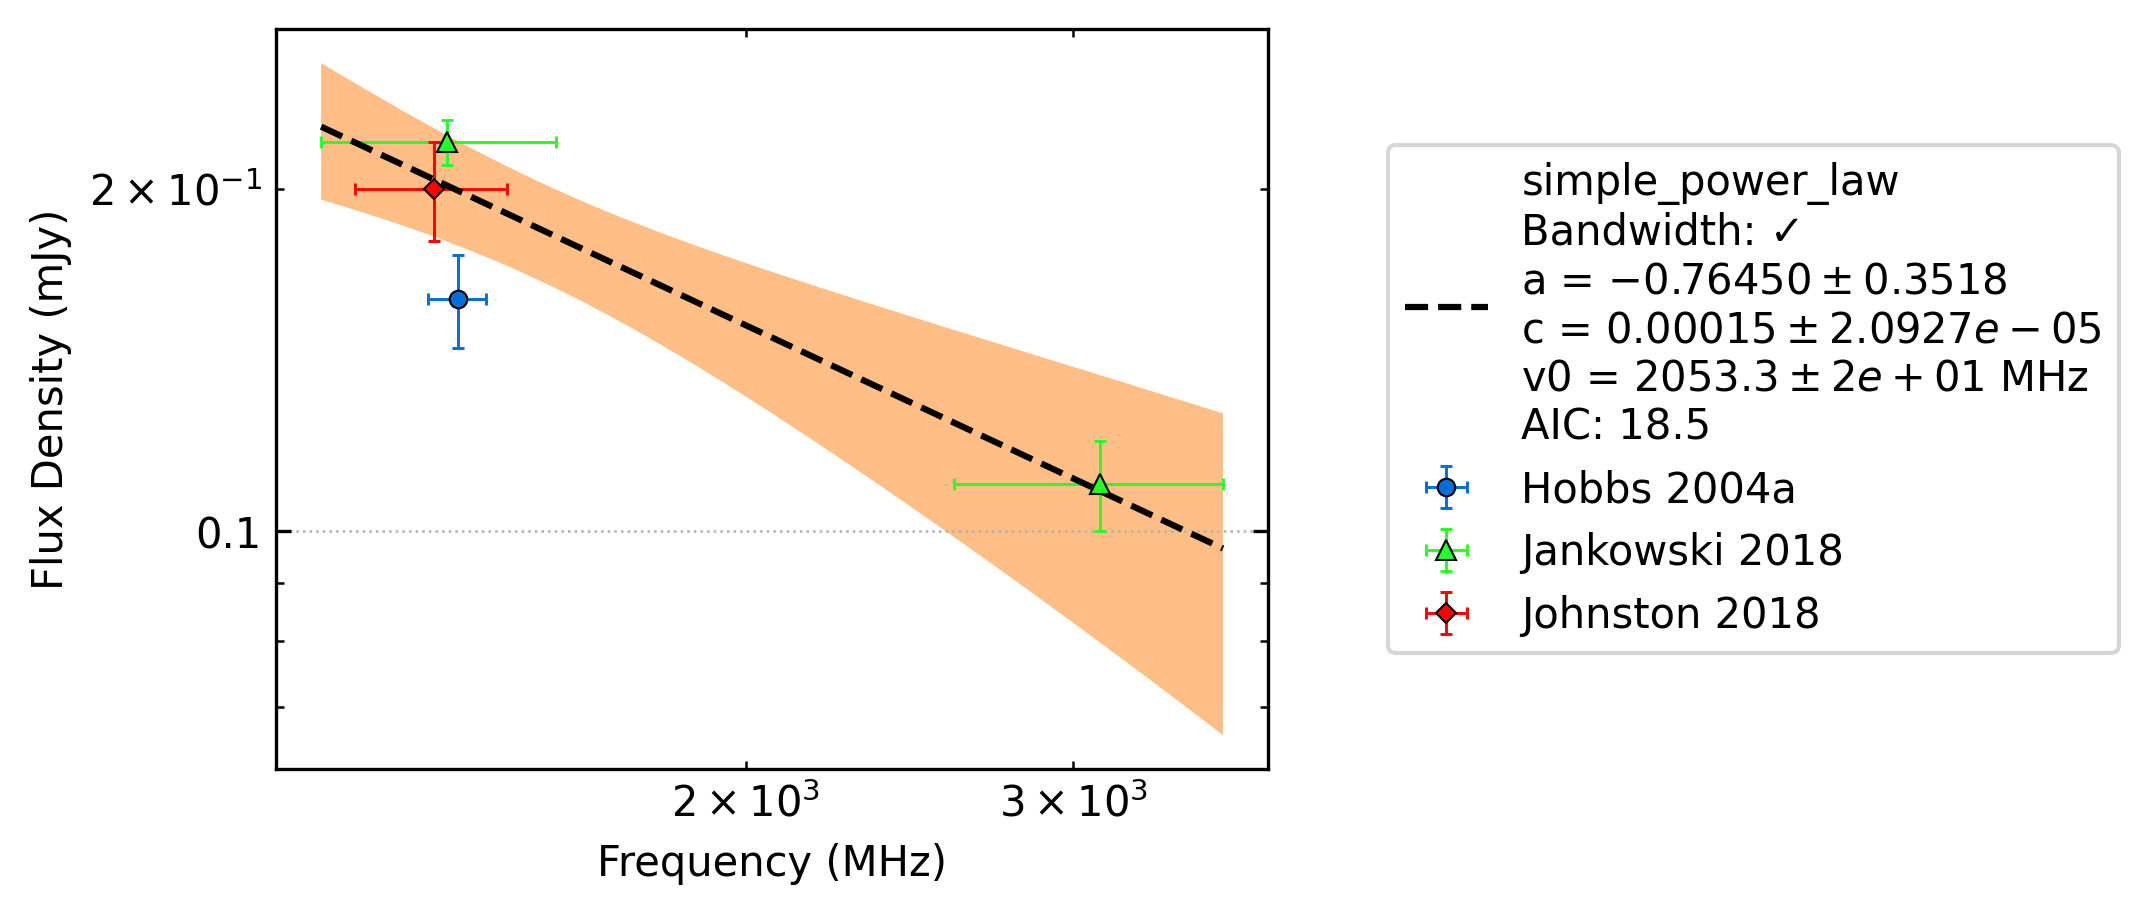 2 × 10⁻¹
0.1
Flux Density (mJy)
2 × 10³
3 × 10³
Frequency (MHz)
simple_power_law
Bandwidth: ✓
a = −0.76450 ± 0.3518
c = 0.00015 ± 2.0927e − 05
v0 = 2053.3 ± 2e + 01 MHz
AIC: 18.5
Hobbs 2004a
Jankowski 2018
Johnston 2018